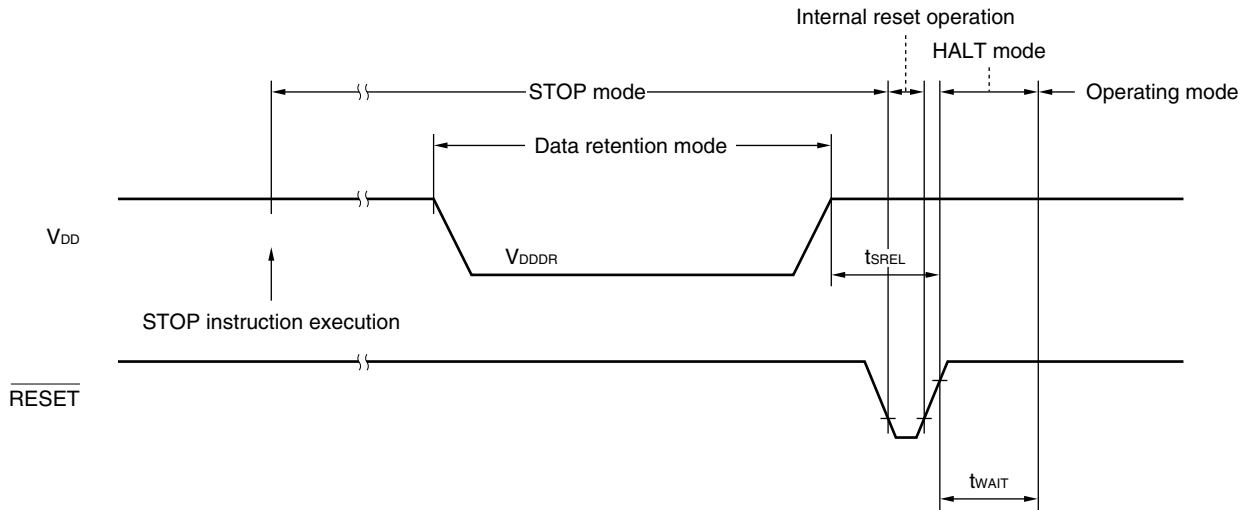 Internal reset operation
HALT mode
STOP mode
Operating mode
Data retention mode
VDD
VDDDR
tSREL
STOP instruction execution
RESET
tWAIT